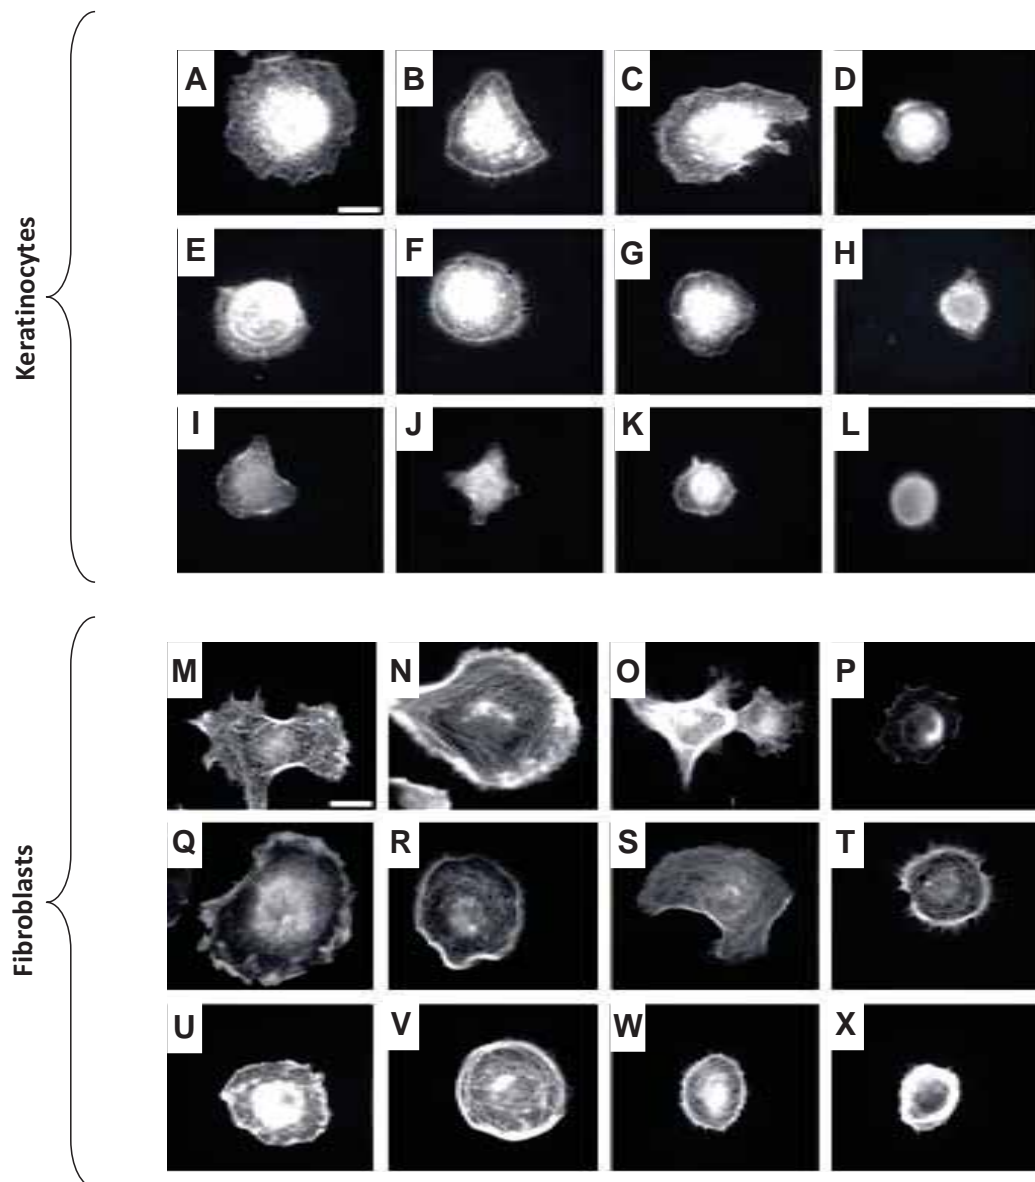 Keratinocytes
A B C D
E F G H
I J K L
Fibroblasts
M N O P
Q R S T
U V W X